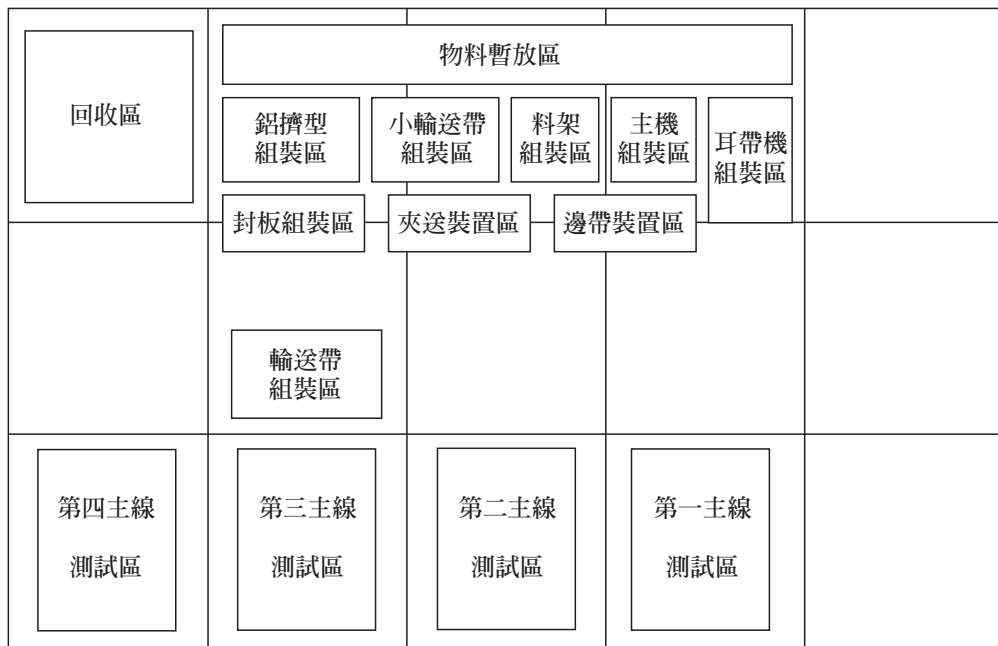 物料暫放區
回收區
鋁擠型
組裝區
小輸送帶
組裝區
料架
組裝區
主機
組裝區
耳帶機
組裝區
封板組裝區
夾送裝置區
邊帶裝置區
輸送帶
組裝區
第四主線
測試區
第三主線
測試區
第二主線
測試區
第一主線
測試區